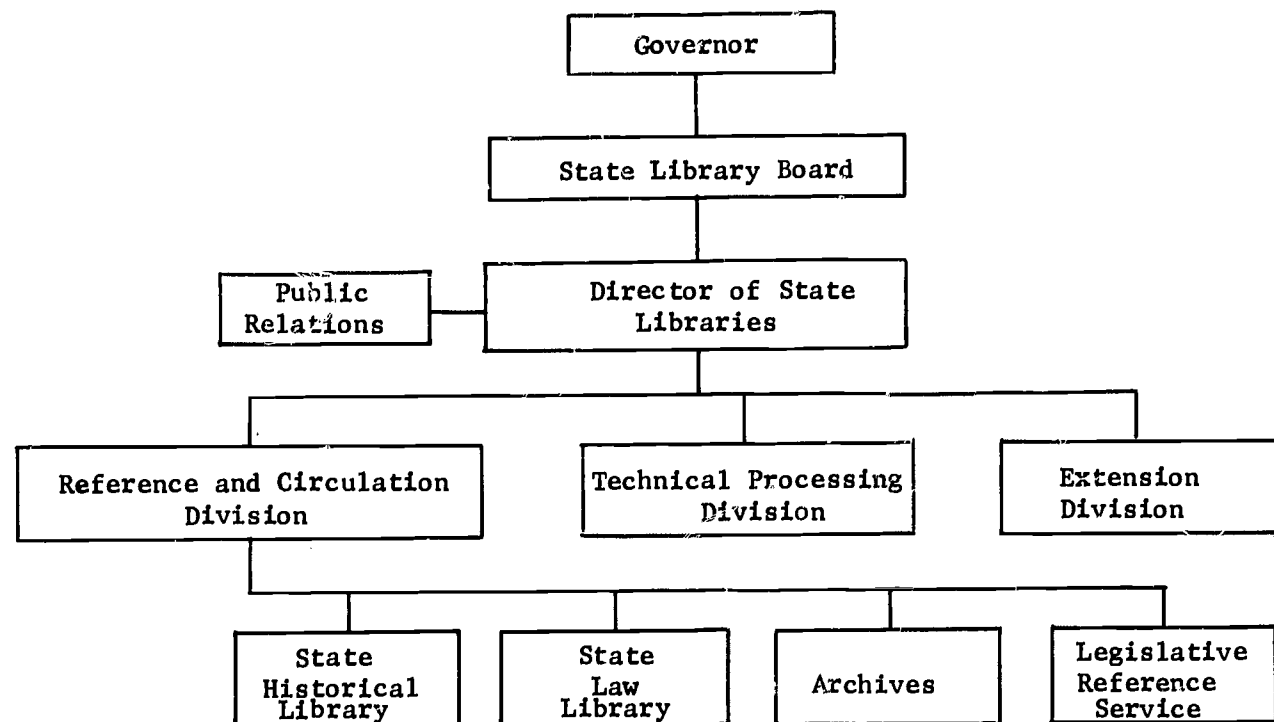 Governor
State Library Board
Public
Relations
Director of State
Libraries
Reference and Circulation
Division
Technical Processing
Division
Extension
Division
State
Historical
Library
State
Law
Library
Archives
Legislative
Reference
Service